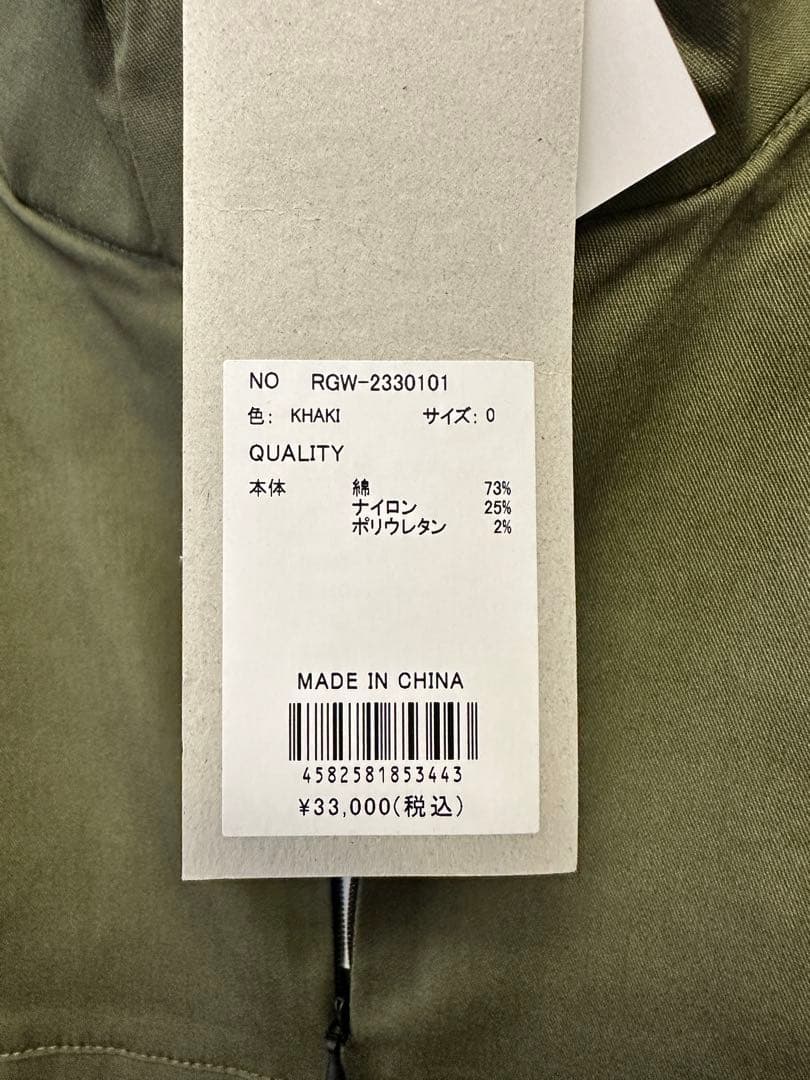 NO RGW-2330101
色: KHAKI サイズ: 0
QUALITY
本体 綿 73%
ナイロン 25%
ポリウレタン 2%
MADE IN CHINA
4582581853443
¥33,000(税込)